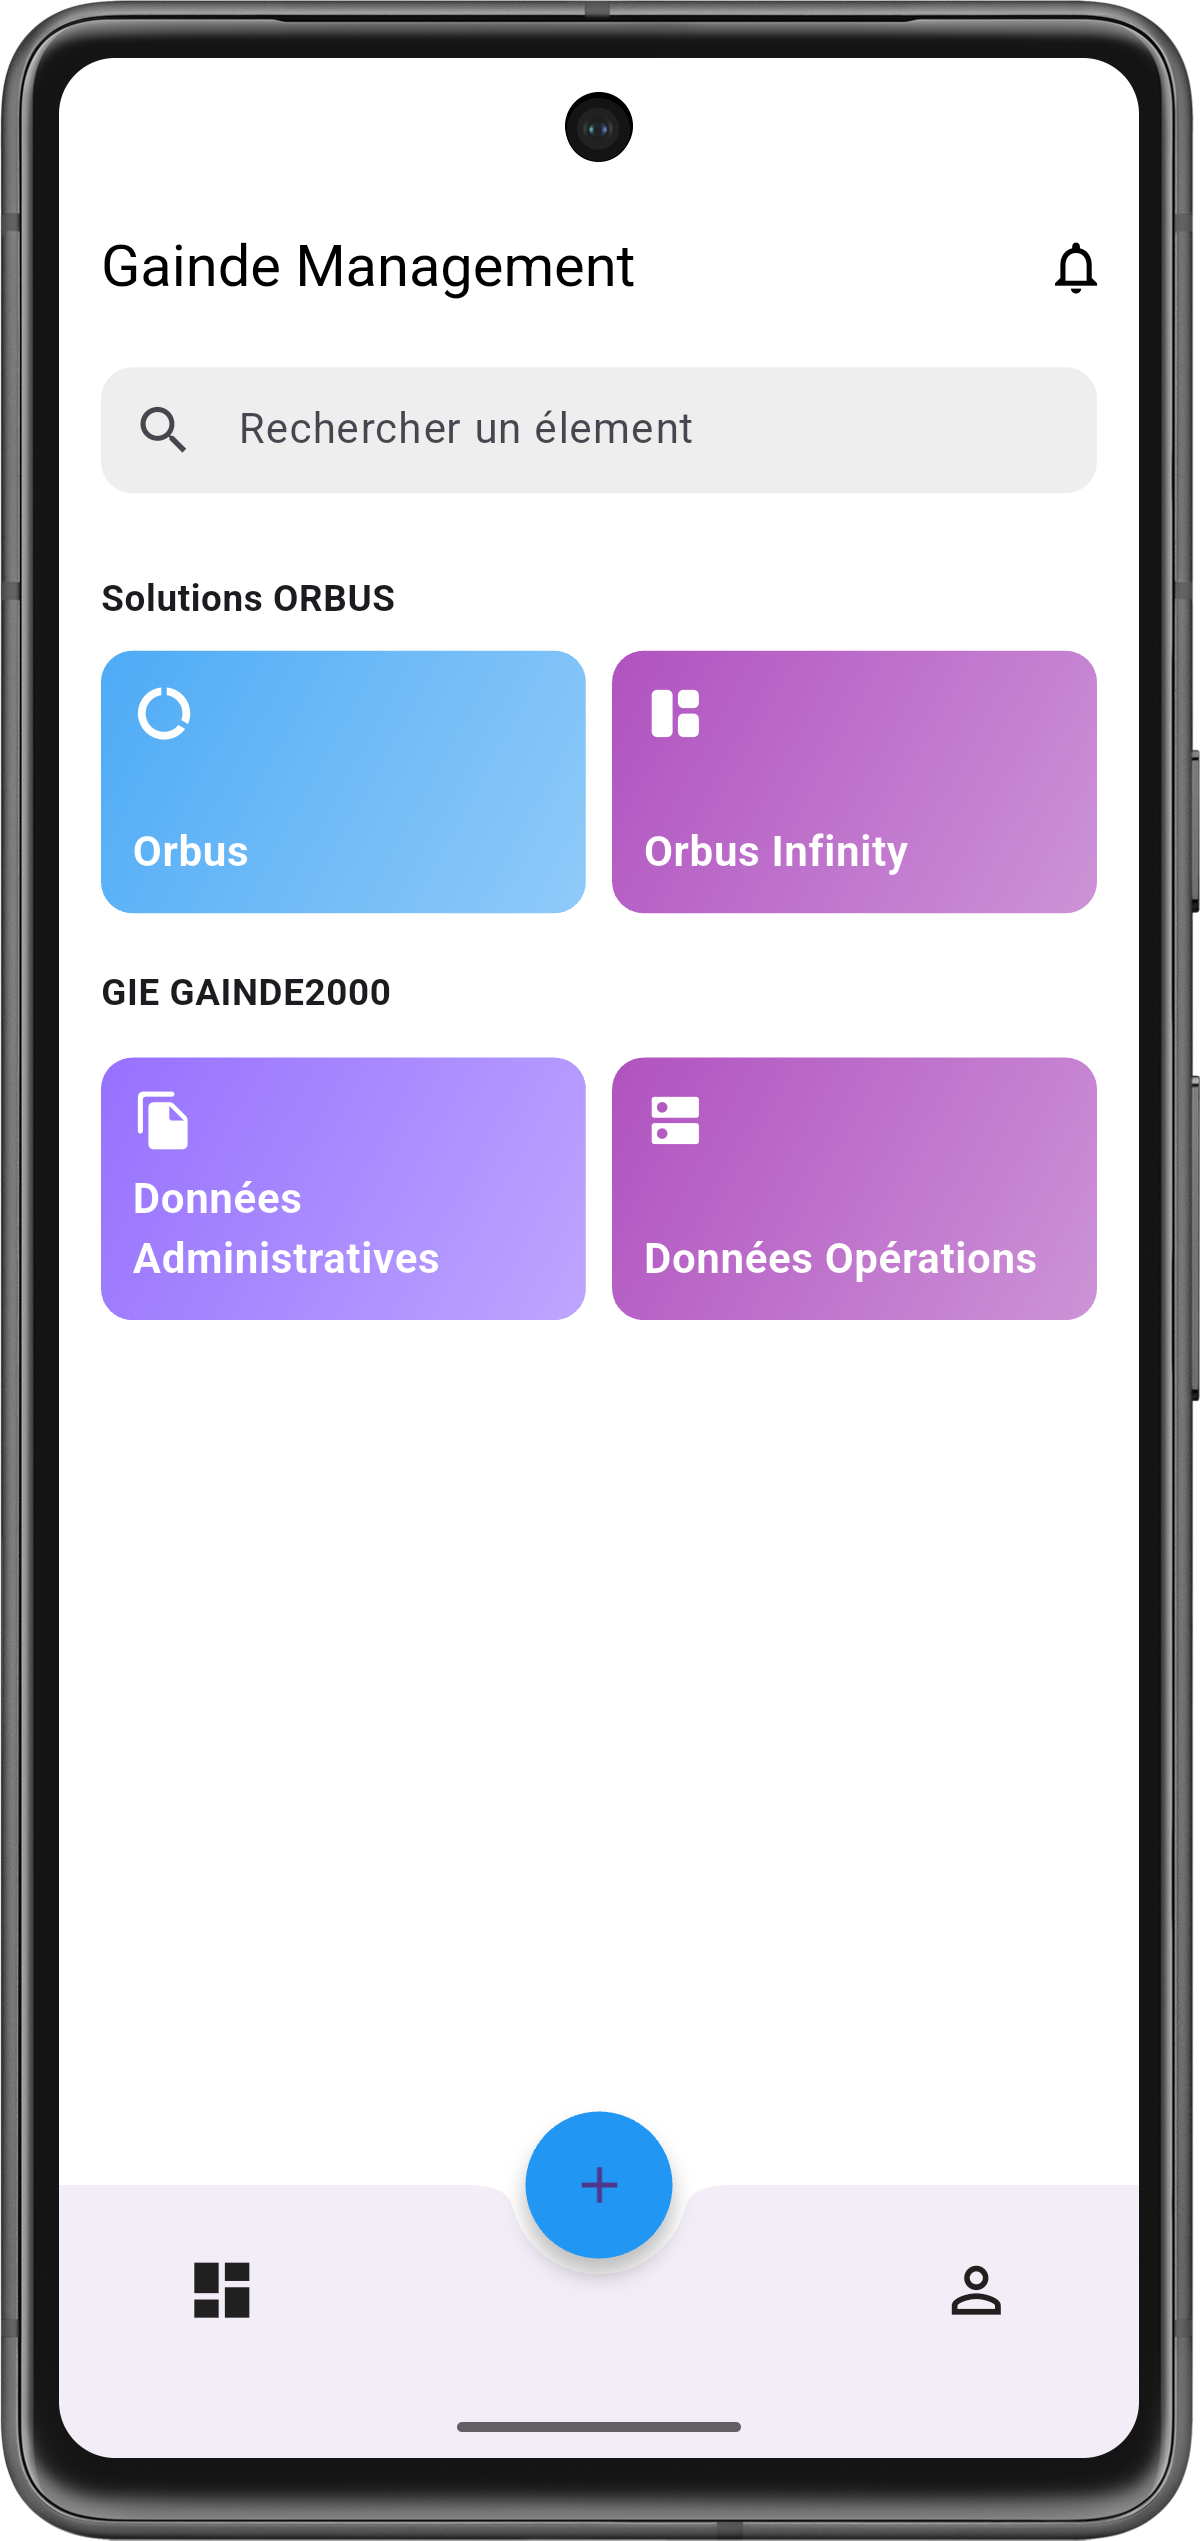 Gainde Management
Rechercher un élement
Solutions ORBUS
Orbus
Orbus Infinity
GIE GAINDE2000
Données
Administratives
Données Opérations